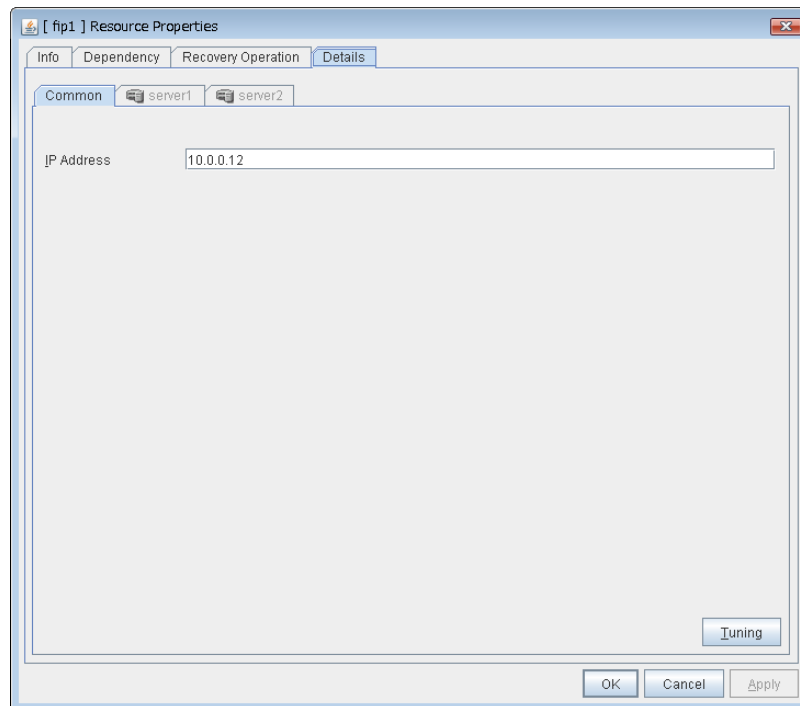 [ fip1 ] Resource Properties
Info Dependency Recovery Operation Details
Common server1 server2
IP Address 10.0.0.12
Tuning
OK Cancel Apply